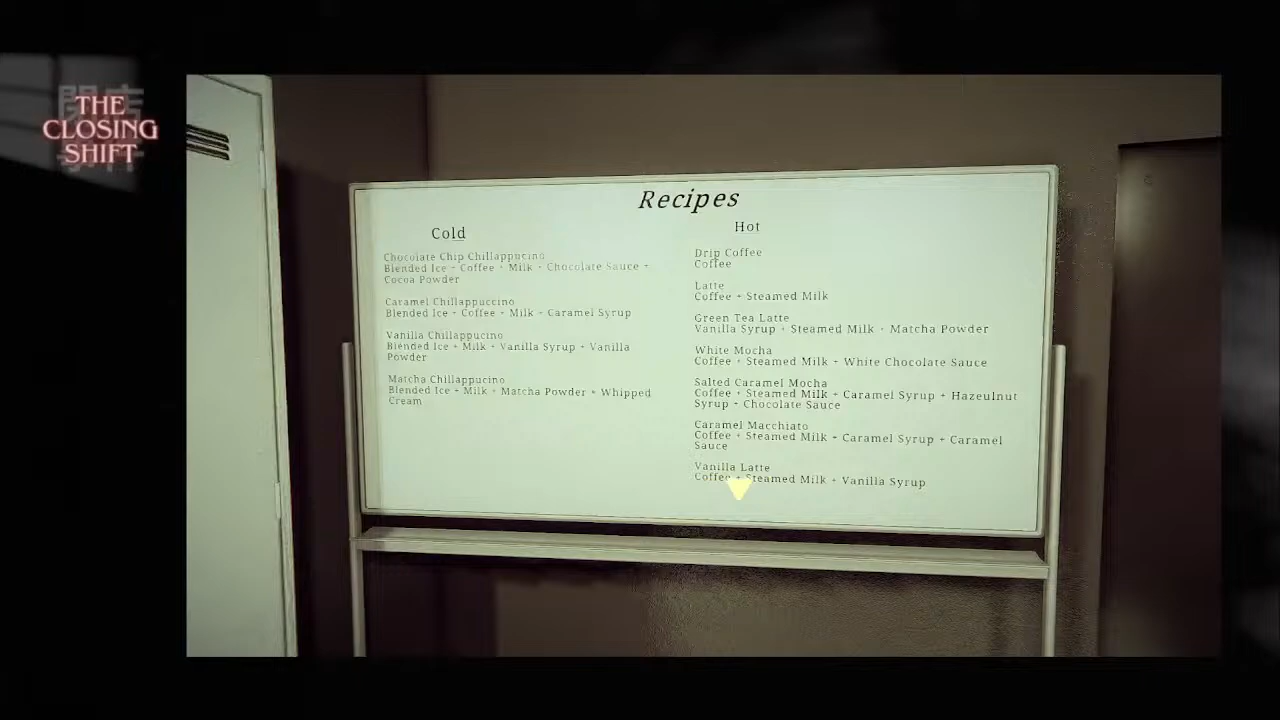 THE
CLOSING
SHIFT
Recipes
Cold
Chocolate Chip Chillappucino
Blended Ice + Coffee + Milk + Chocolate Sauce +
Cocoa Powder
Caramel Chillappuccino
Blended Ice + Coffee + Milk + Caramel Syrup
Vanilla Chillappucino
Blended Ice + Milk + Vanilla Syrup + Vanilla
Powder
Matcha Chillappucino
Blended Ice + Milk + Matcha Powder + Whipped
Cream
Hot
Drip Coffee
Coffee
Latte
Coffee + Steamed Milk
Green Tea Latte
Vanilla Syrup + Steamed Milk + Matcha Powder
White Mocha
Coffee + Steamed Milk + White Chocolate Sauce
Salted Caramel Mocha
Coffee + Steamed Milk + Caramel Syrup + Hazeulnut
Syrup + Chocolate Sauce
Caramel Macchiato
Coffee + Steamed Milk + Caramel Syrup + Caramel
Sauce
Vanilla Latte
Coffee + Steamed Milk + Vanilla Syrup